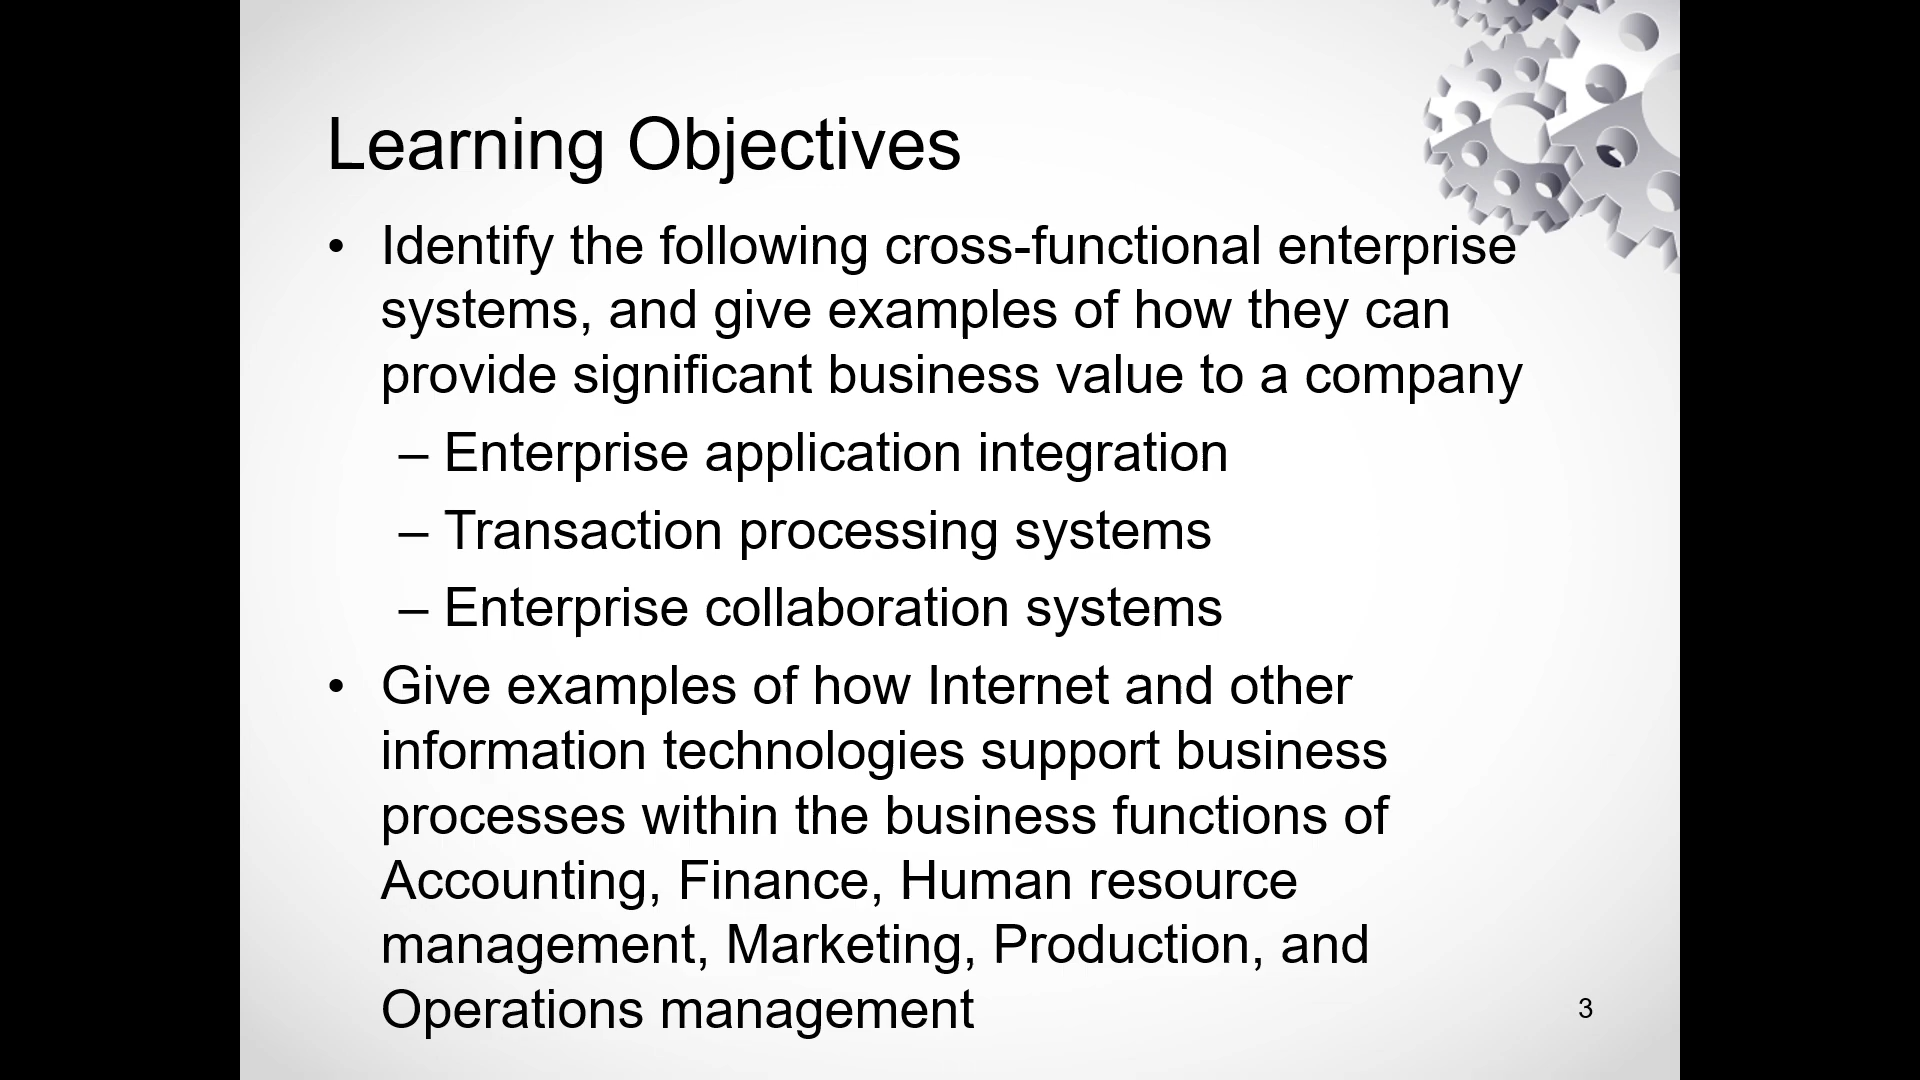 Learning Objectives
• Identify the following cross-functional enterprise
systems, and give examples of how they can
provide significant business value to a company
– Enterprise application integration
– Transaction processing systems
– Enterprise collaboration systems
• Give examples of how Internet and other
information technologies support business
processes within the business functions of
Accounting, Finance, Human resource
management, Marketing, Production, and
Operations management
3